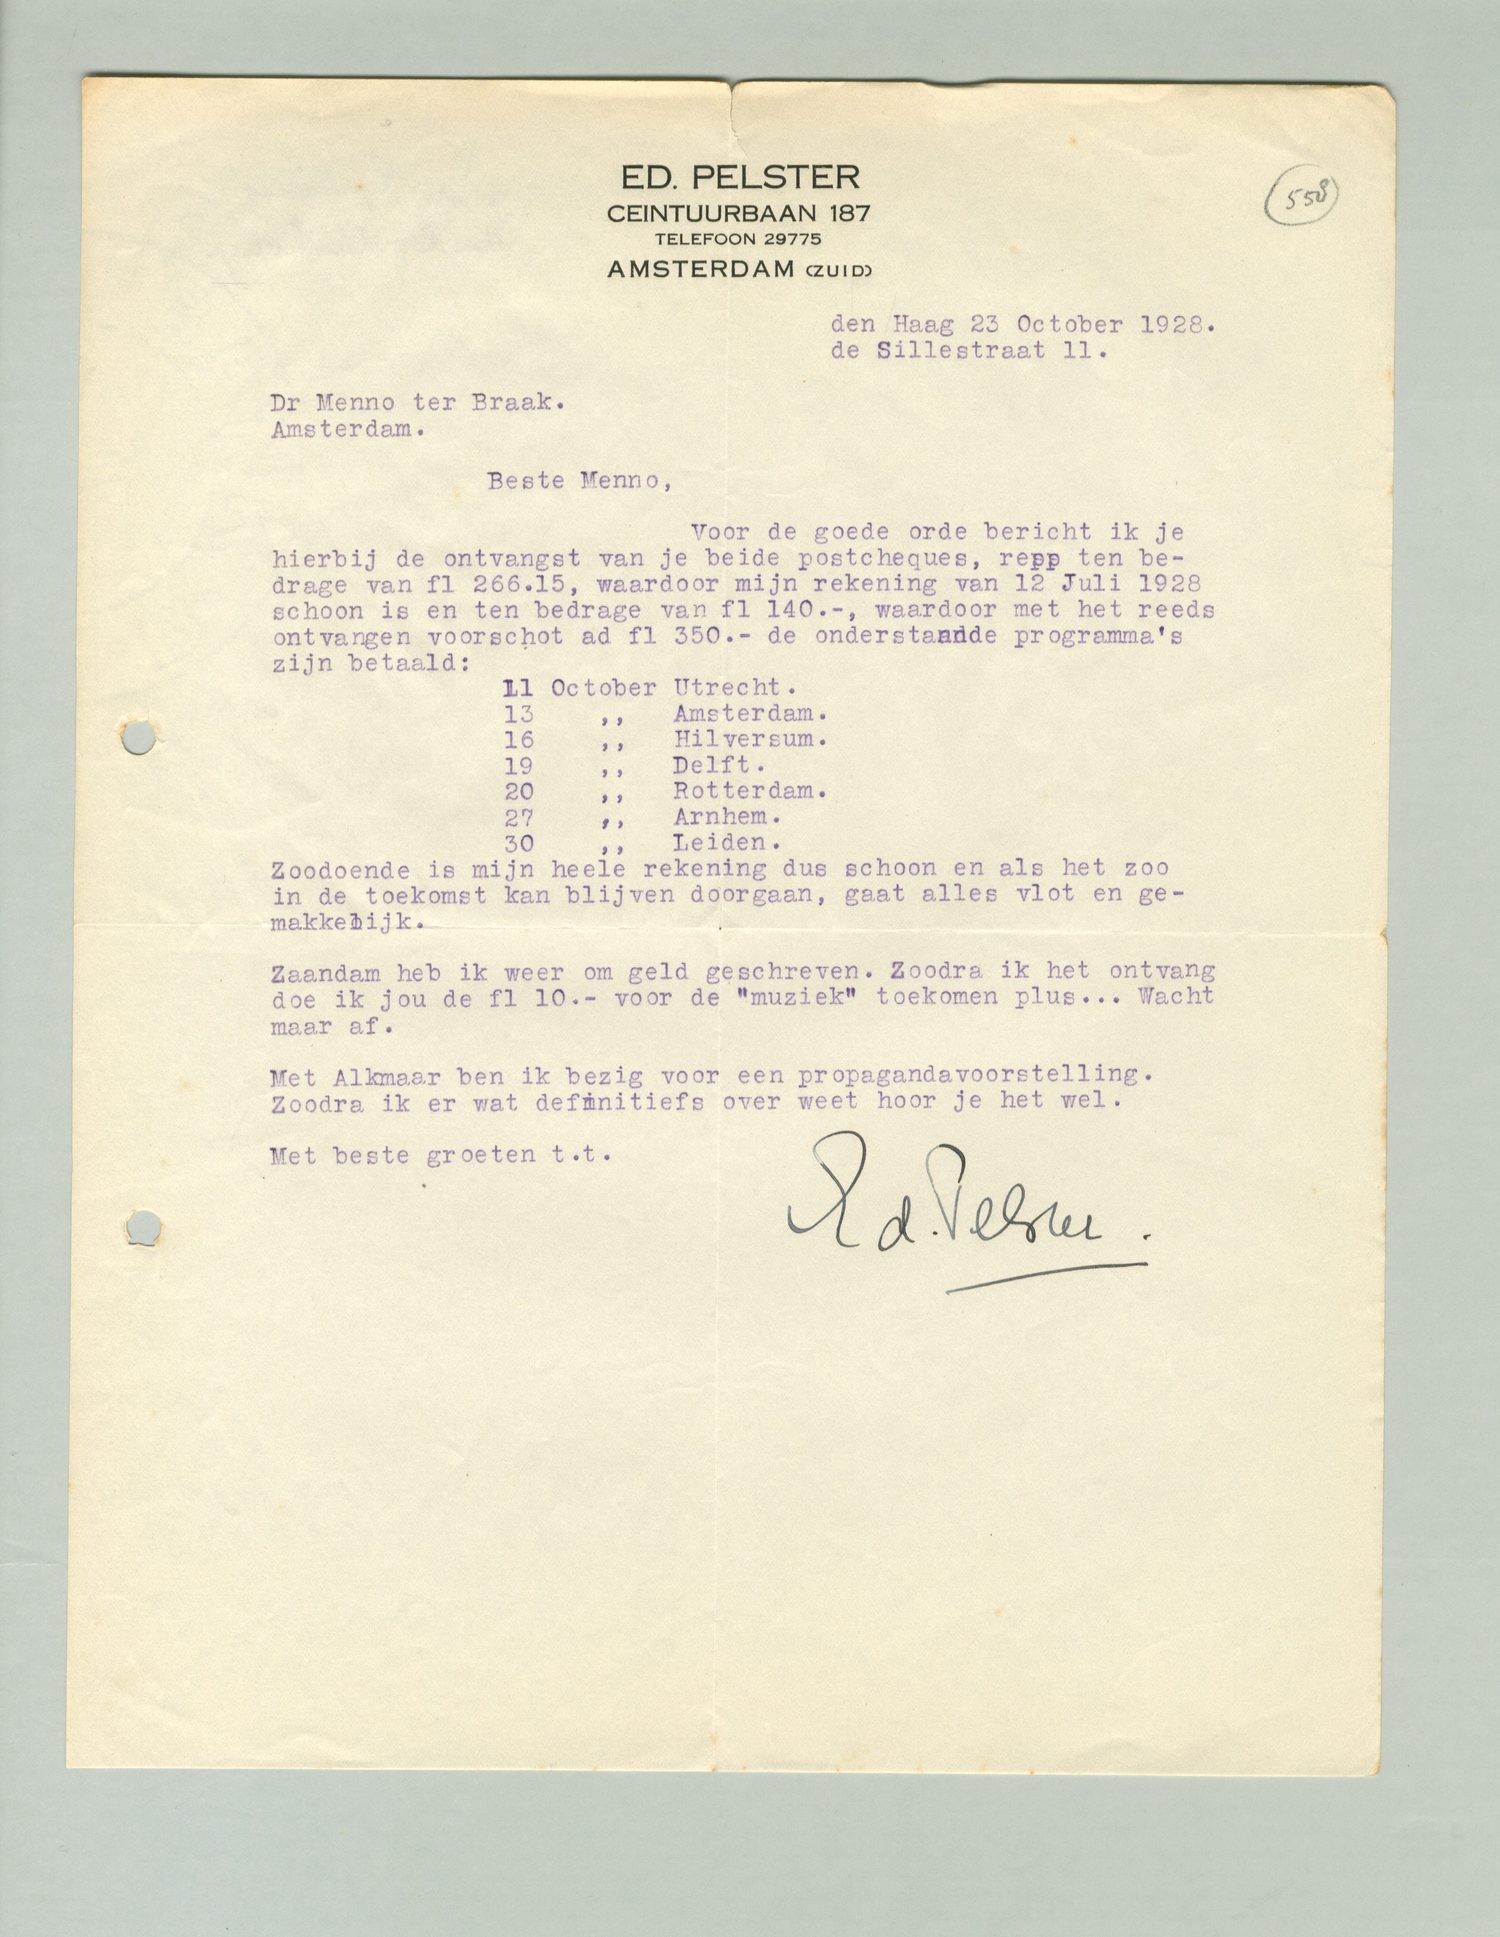 ED. PELSTER
CEINTUURBAAN 187
TELEFOON 29775
AMSTERDAM (ZUID)
558
den Haag 23 October 1928.
de Sillestraat 11.
Dr Menno ter Braak.
Amsterdam.
Beste Menno,
Voor de goede orde bericht ik je
hierbij de ontvangst van je beide postcheques, repp ten be-
drage van fl 266.15, waardoor mijn rekening van 12 Juli 1928
schoon is en ten bedrage van fl 140.-, waardoor met het reeds
ontvangen voorschot ad fl 350.- de onderstaande programma's
zijn betaald:
11 October Utrecht.
13 ,, Amsterdam.
16 ,, Hilversum.
19 ,, Delft.
20 ,, Rotterdam.
27 ,, Arnhem.
30 ,, Leiden.
Zoodoende is mijn heele rekening dus schoon en als het zoo
in de toekomst kan blijven doorgaan, gaat alles vlot en ge-
makkelijk.
Zaandam heb ik weer om geld geschreven. Zoodra ik het ontvang
doe ik jou de fl 10.- voor de "muziek" toekomen plus... Wacht
maar af.
Met Alkmaar ben ik bezig voor een propagandavoorstelling.
Zoodra ik er wat definitiefs over weet hoor je het wel.
Met beste groeten t.t.
Ed. Pelster.